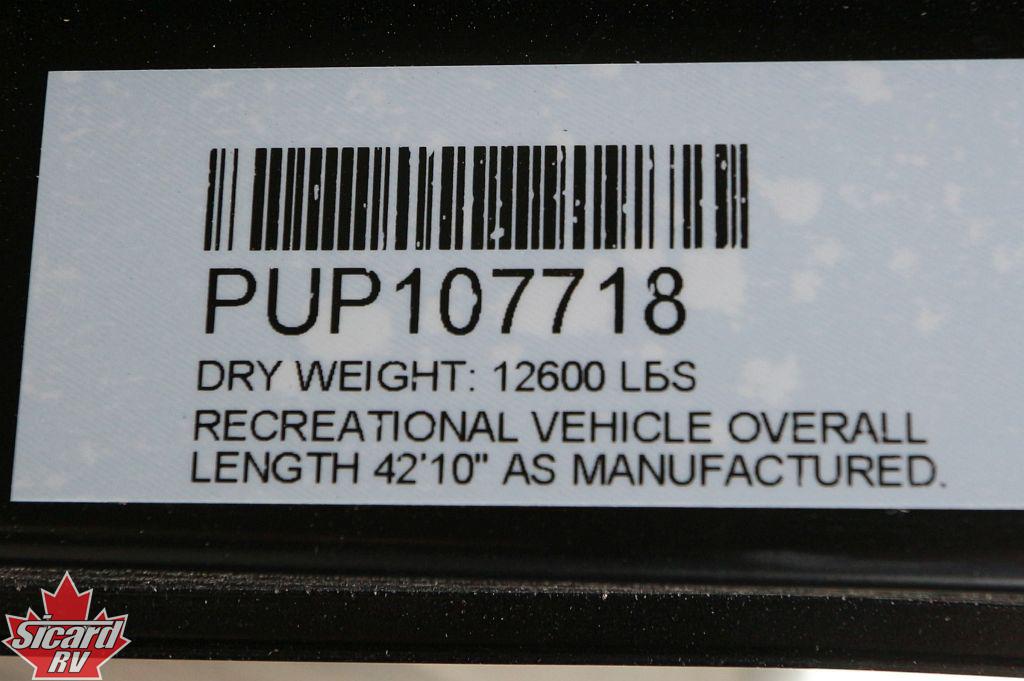 PUP107718
DRY WEIGHT: 12600 LBS
RECREATIONAL VEHICLE OVERALL
LENGTH 42'10" AS MANUFACTURED.
Sicard
RV